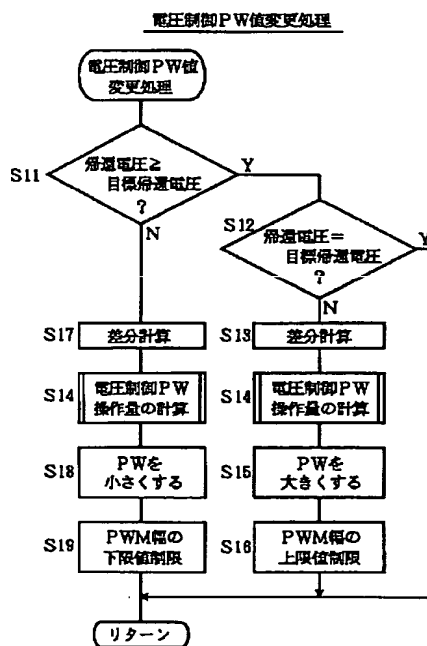 電圧制御PW値変更処理
電圧制御PW値
変更処理
S11
帰還電圧≧
目標帰還電圧
?
Y
N
S12
帰還電圧=
目標帰還電圧
?
Y
N
S17
差分計算
S13
差分計算
S14
電圧制御PW
操作量の計算
S14
電圧制御PW
操作量の計算
S18
PWを
小さくする
S15
PWを
大きくする
S19
PWM幅の
下限値制限
S16
PWM幅の
上限値制限
リターン